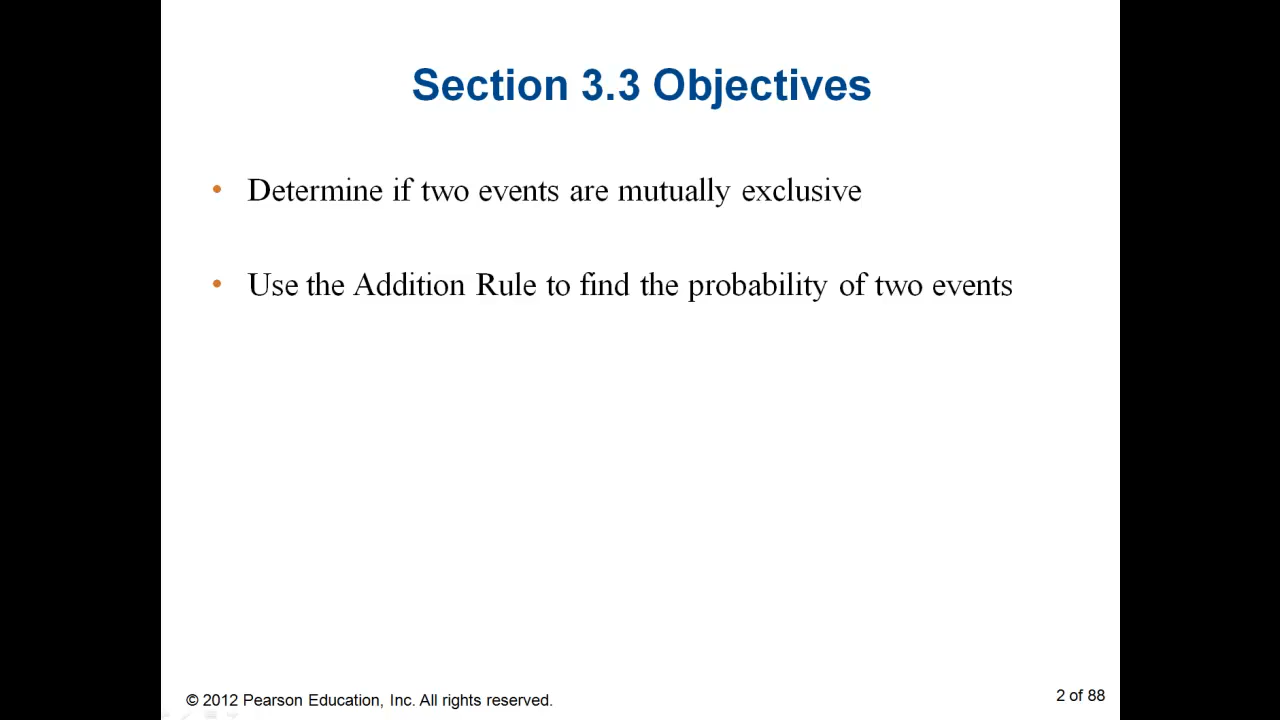 Section 3.3 Objectives
• Determine if two events are mutually exclusive
• Use the Addition Rule to find the probability of two events
© 2012 Pearson Education, Inc. All rights reserved.
2 of 88